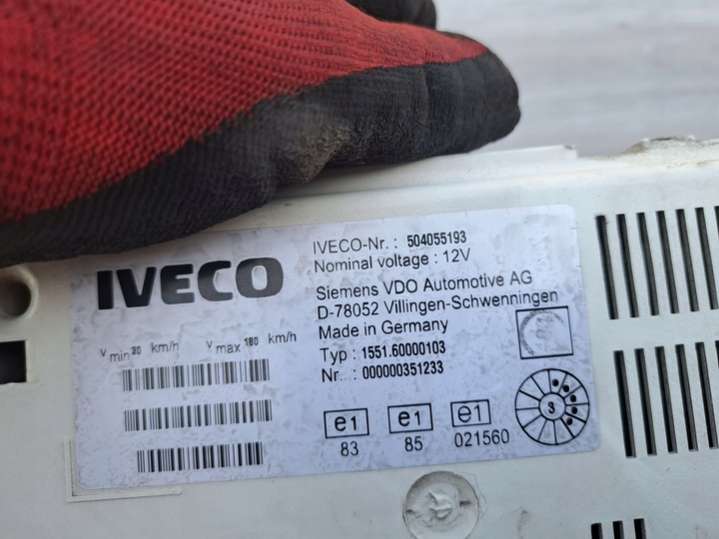 IVECO
IVECO-Nr. : 504055193
Nominal voltage : 12V
Siemens VDO Automotive AG
D-78052 Villingen-Schwenningen
Made in Germany
Typ : 1551.60000103
Nr. : 000000351233
V min 20 km/h V max 180 km/h
e1 e1 e1
83 85 021560
3